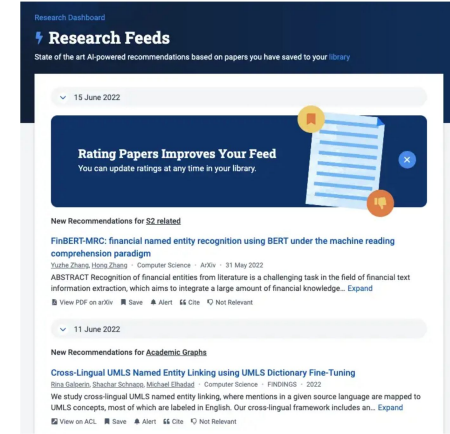 Research Dashboard
Research Feeds
State of the art AI-powered recommendations based on papers you have saved to your library
15 June 2022
Rating Papers Improves Your Feed
You can update ratings at any time in your library.
New Recommendations for S2 related
FinBERT-MRC: financial named entity recognition using BERT under the machine reading
comprehension paradigm
Yuzhe Zhang, Hong Zhang · Computer Science · ArXiv · 31 May 2022
ABSTRACT Recognition of financial entities from literature is a challenging task in the field of financial text
information extraction, which aims to integrate a large amount of financial knowledge… Expand
View PDF on arXiv Save Alert Cite Not Relevant
11 June 2022
New Recommendations for Academic Graphs
Cross-Lingual UMLS Named Entity Linking using UMLS Dictionary Fine-Tuning
Rina Galperin, Shachar Schnapp, Michael Elhadad · Computer Science · FINDINGS · 2022
We study cross-lingual UMLS named entity linking, where mentions in a given source language are mapped to
UMLS concepts, most of which are labeled in English. Our cross-lingual framework includes an… Expand
View on ACL Save Alert Cite Not Relevant